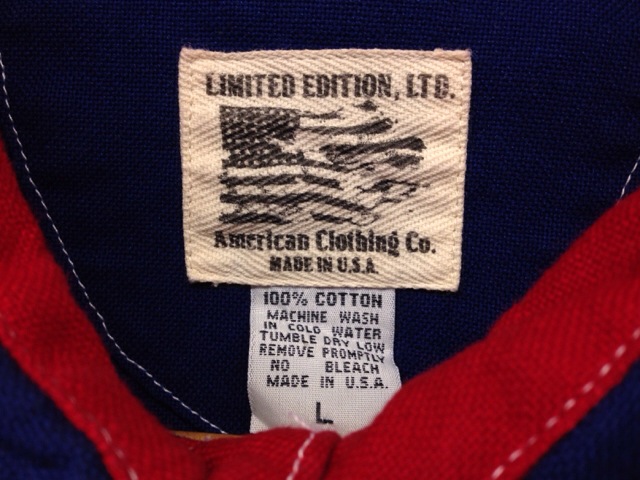 LIMITED EDITION, LTD.
American Clothing Co.
MADE IN U.S.A.
100% COTTON
MACHINE WASH
IN COLD WATER
TUMBLE DRY LOW
REMOVE PROMPTLY
NO BLEACH
MADE IN U.S.A.
L